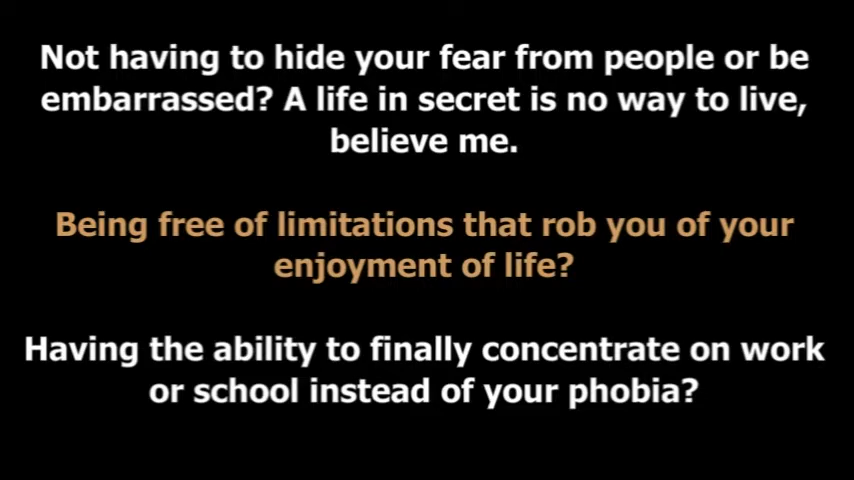 Not having to hide your fear from people or be
embarrassed? A life in secret is no way to live,
believe me.
Being free of limitations that rob you of your
enjoyment of life?
Having the ability to finally concentrate on work
or school instead of your phobia?